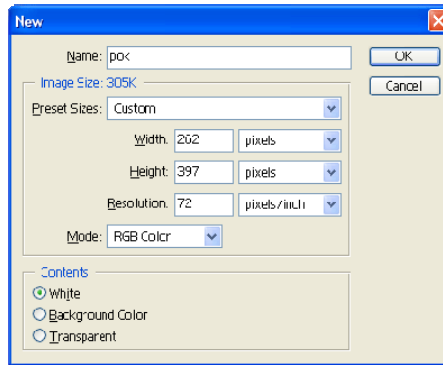 New
Name: pok
OK
Image Size: 305K
Cancel
Preset Sizes: Custom
Width: 262 pixels
Height: 397 pixels
Resolution: 72 pixels/inch
Mode: RGB Color
Contents
White
Background Color
Transparent